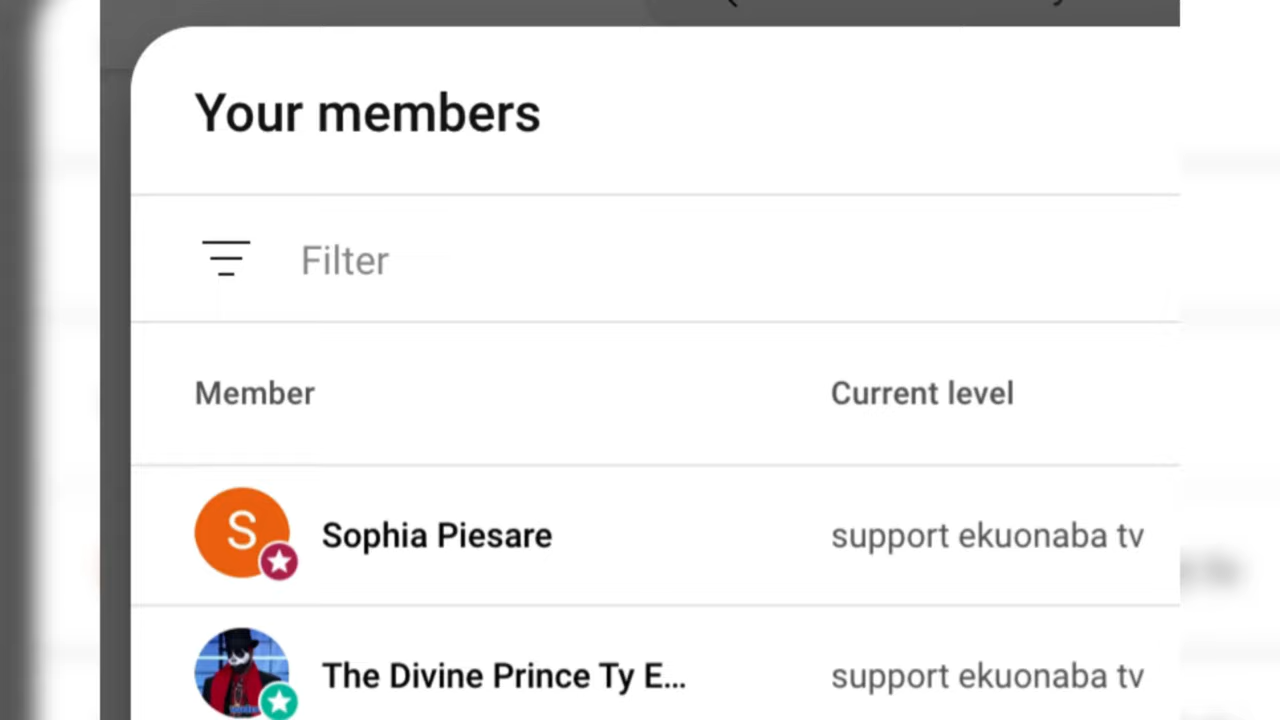 Your members
Filter
Member Current level
S Sophia Piesare support ekuonaba tv
The Divine Prince Ty E... support ekuonaba tv